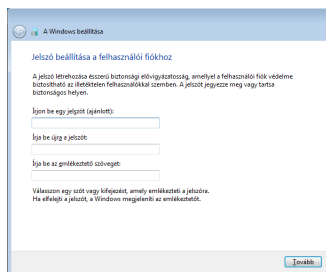 A Windows beállítása
Jelszó beállítása a felhasználói fiókhoz
A jelszó létrehozása ésszerű biztonsági elővigyázatosság, amellyel a felhasználói fiók védelme
biztosítható az illetéktelen felhasználókkal szemben. A jelszót jegyezze meg vagy tartsa
biztonságos helyen.
Írjon be egy jelszót (ajánlott):
Írja be újra a jelszót:
Írja be az emlékeztető szöveget:
Válasszon egy szót vagy kifejezést, amely emlékezteti a jelszóra.
Ha elfelejti a jelszót, a Windows megjeleníti az emlékeztetőt.
Tovább